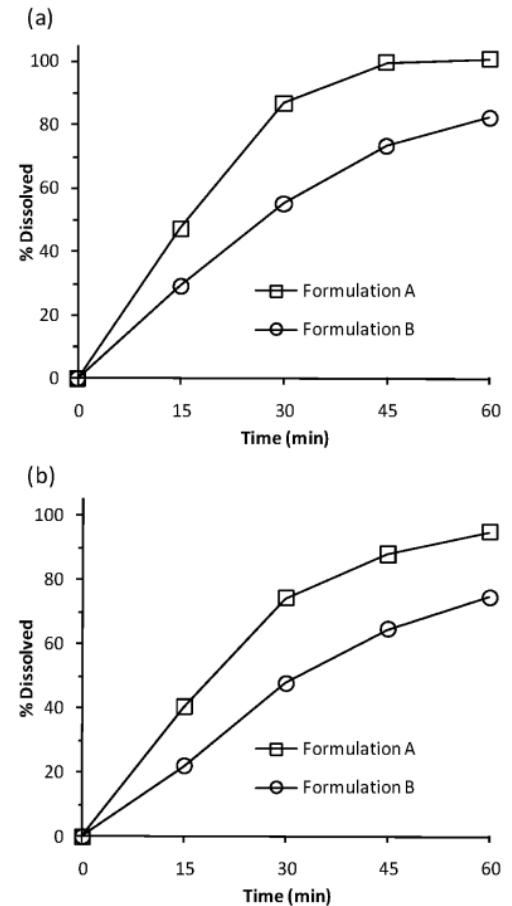 (a)
100
80
60
40
20
0
% Dissolved
Formulation A
Formulation B
0 15 30 45 60
Time (min)
(b)
100
80
60
40
20
0
% Dissolved
Formulation A
Formulation B
0 15 30 45 60
Time (min)